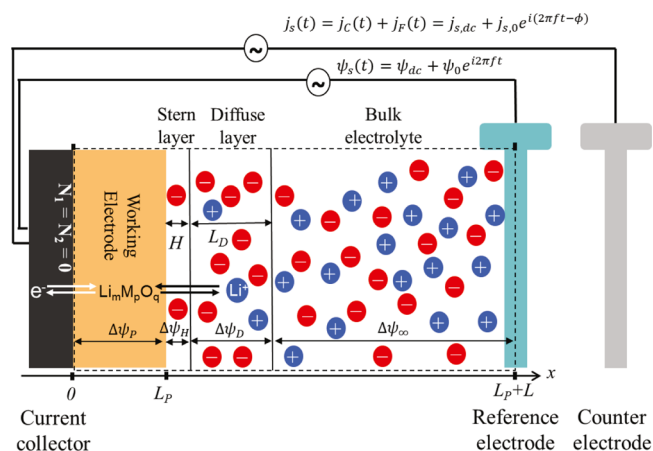 j_s(t) = j_C(t) + j_F(t) = j_{s,dc} + j_{s,0}e^{i(2πft−ϕ)}
~
ψ_s(t) = ψ_{dc} + ψ_0e^{i2πft}
~
Stern layer
Diffuse layer
Bulk electrolyte
N₁ = N₂ = 0
Working Electrode
H
L_D
e⁻
Li_mM_pO_q
Li⁺
Δψ_P
Δψ_H
Δψ_D
Δψ_∞
x
0
L_P
L_P+L
Current collector
Reference electrode
Counter electrode